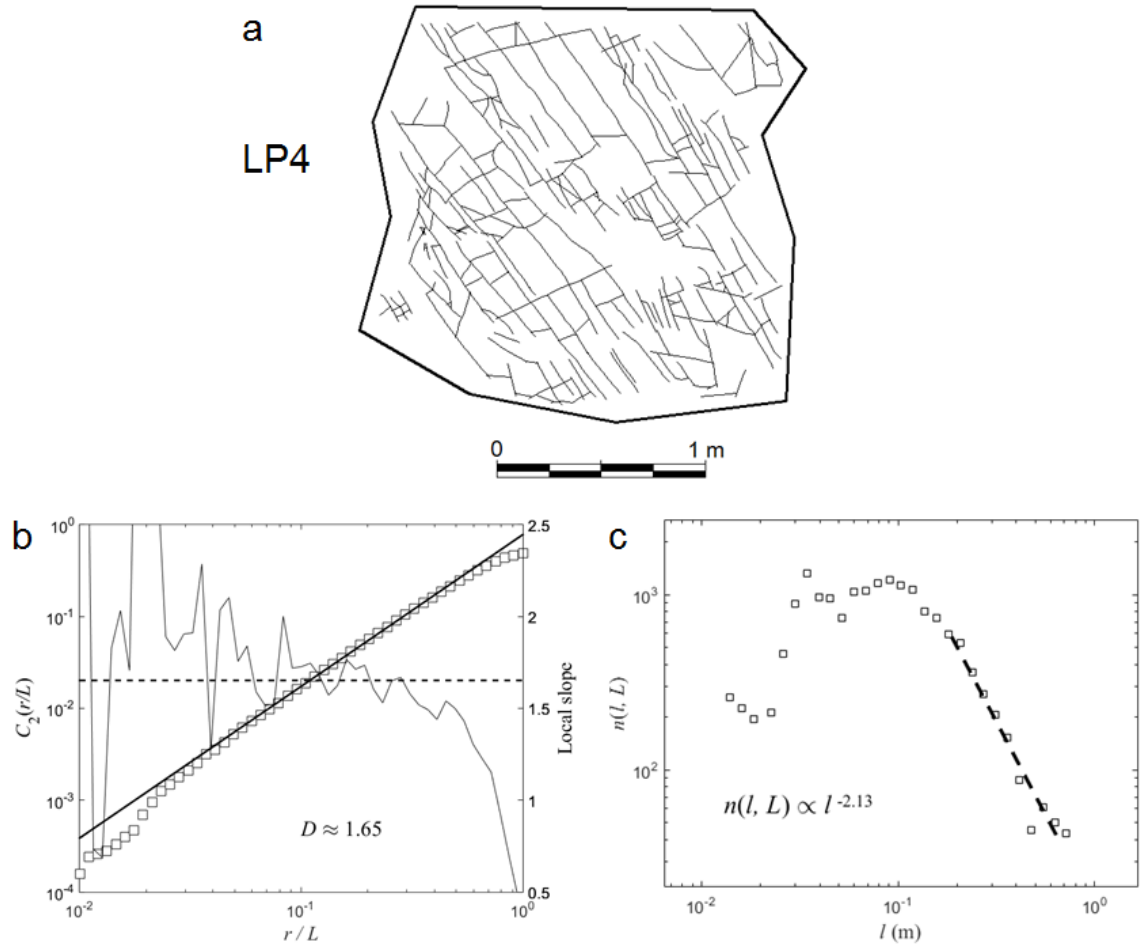 a
LP4
0 1 m
b
10^0
10^-1
10^-2
10^-3
10^-4
C_2(r/L)
2.5
2
1.5
1
0.5
Local slope
D ≈ 1.65
10^-2 10^-1 10^0
r / L
c
10^3
10^2
n(l, L)
n(l, L) ∝ l^-2.13
10^-2 10^-1 10^0
l (m)